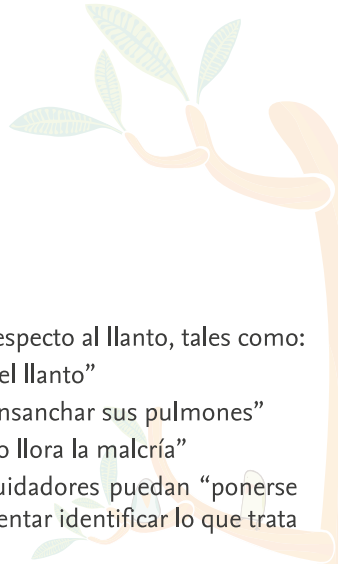 especto al llanto, tales como:
el llanto”
nsanchar sus pulmones”
o llora la malcría”
uidadores puedan “ponerse
entar identificar lo que trata